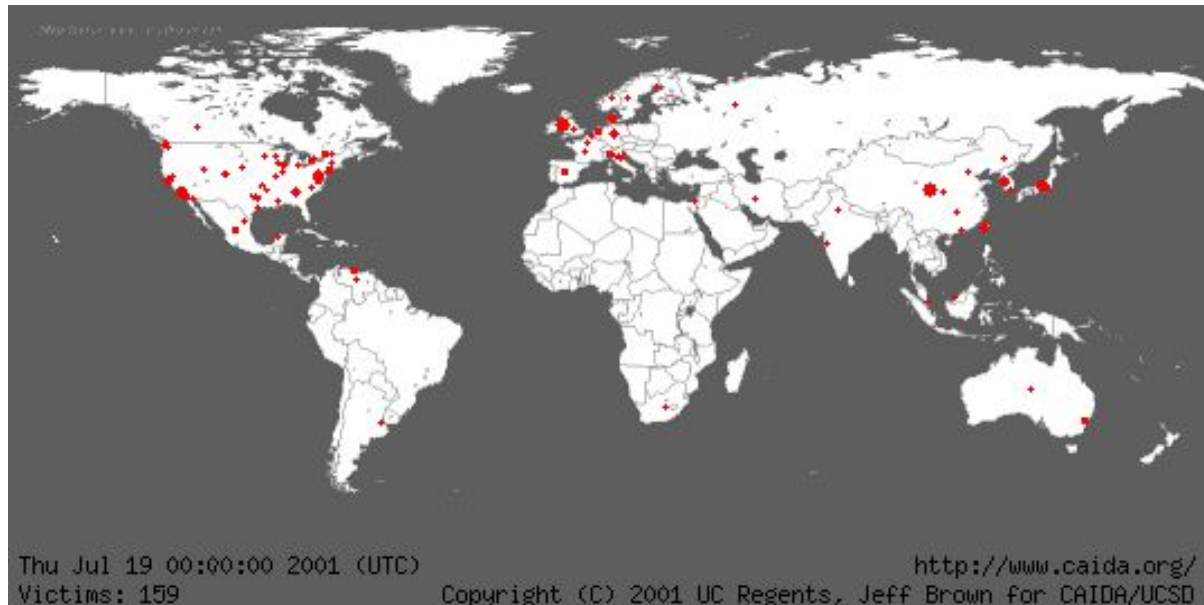 Thu Jul 19 00:00:00 2001 (UTC)
http://www.caida.org/
Victims: 159
Copyright (C) 2001 UC Regents, Jeff Brown for CAIDA/UCSD